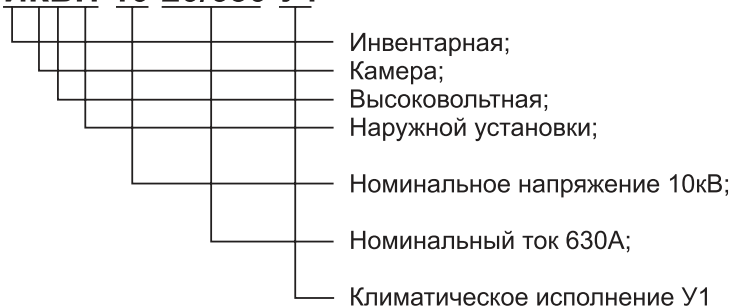 Инвентарная;
Камера;
Высоковольтная;
Наружной установки;
Номинальное напряжение 10кВ;
Номинальный ток 630А;
Климатическое исполнение У1